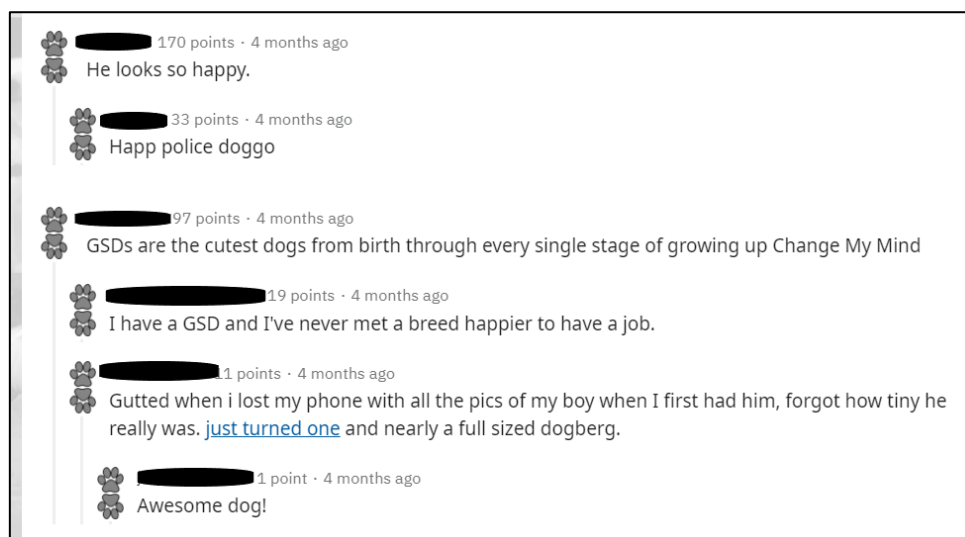 170 points · 4 months ago
He looks so happy.
33 points · 4 months ago
Happ police doggo
97 points · 4 months ago
GSDs are the cutest dogs from birth through every single stage of growing up Change My Mind
19 points · 4 months ago
I have a GSD and I've never met a breed happier to have a job.
11 points · 4 months ago
Gutted when i lost my phone with all the pics of my boy when I first had him, forgot how tiny he
really was. just turned one and nearly a full sized dogberg.
1 point · 4 months ago
Awesome dog!